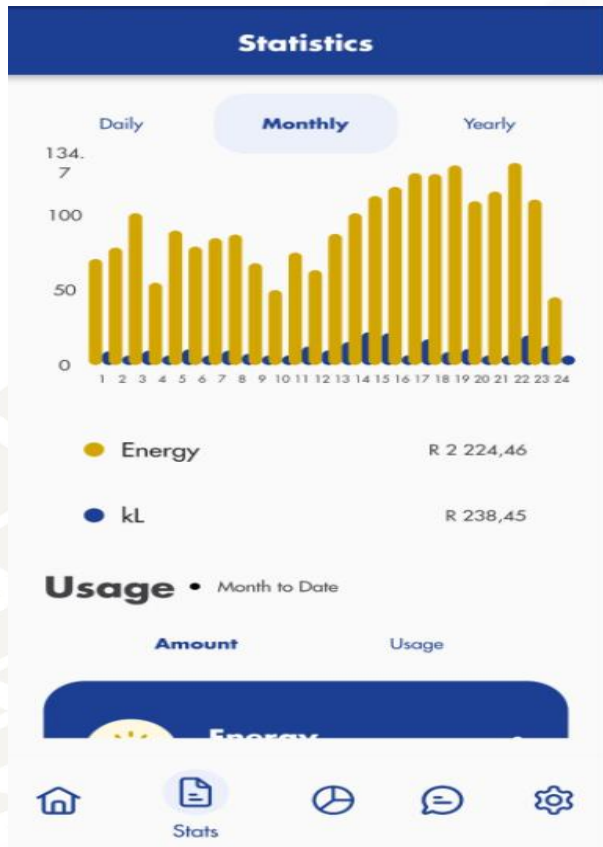 Statistics
Daily Monthly Yearly
134.
7
100
50
0
1 2 3 4 5 6 7 8 9 10 11 12 13 14 15 16 17 18 19 20 21 22 23 24
Energy R 2 224,46
kL R 238,45
Usage • Month to Date
Amount Usage
Energy
Stats